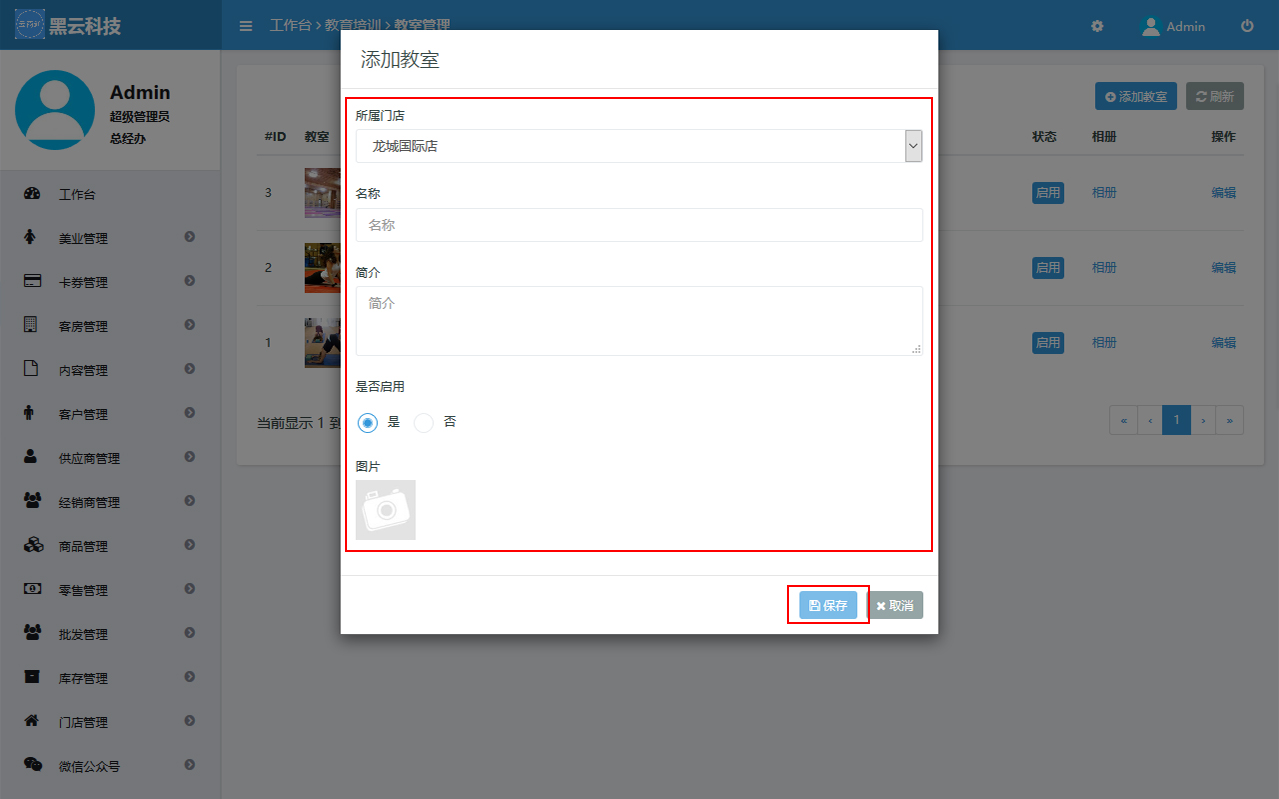 黑云科技
工作台 > 教育培训 > 教室管理
Admin
Admin
超级管理员
总经办
工作台
美业管理
卡券管理
客房管理
内容管理
客户管理
供应商管理
经销商管理
商品管理
零售管理
批发管理
库存管理
门店管理
微信公众号
添加教室
刷新
#ID 教室 状态 相册 操作
3 启用 相册 编辑
2 启用 相册 编辑
1 启用 相册 编辑
当前显示 1 到
« ‹ 1 › »
添加教室
所属门店
龙城国际店
名称
名称
简介
简介
是否启用
是 否
图片
保存 取消